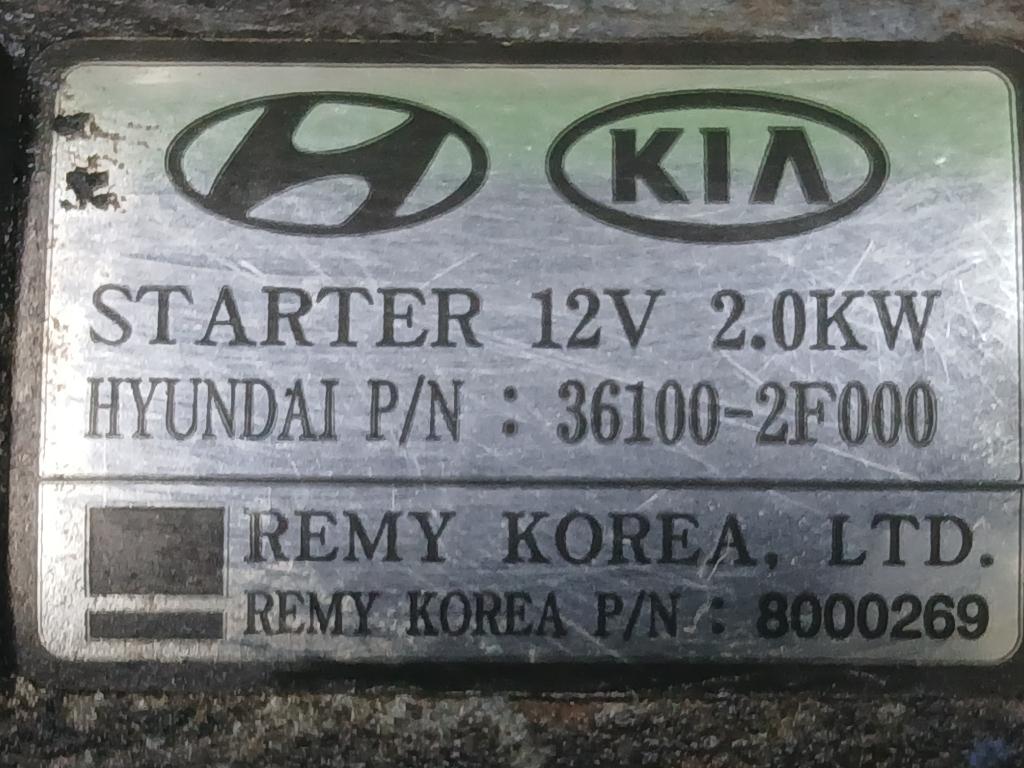 KIA
STARTER 12V 2.0KW
HYUNDAI P/N : 36100-2F000
REMY KOREA, LTD.
REMY KOREA P/N : 8000269